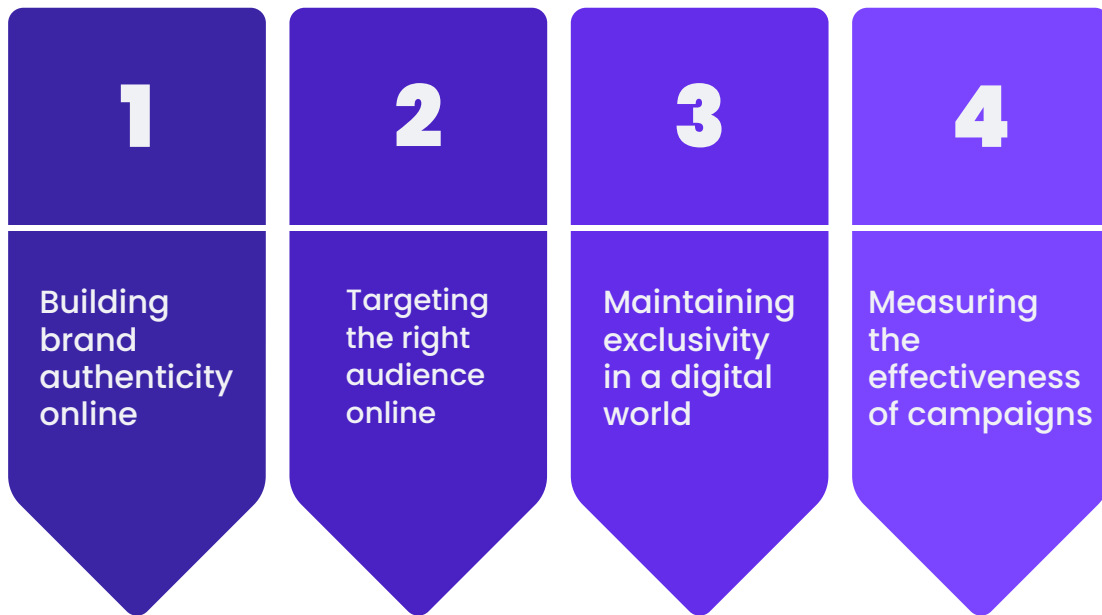 1
Building
brand
authenticity
online
2
Targeting
the right
audience
online
3
Maintaining
exclusivity
in a digital
world
4
Measuring
the
effectiveness
of campaigns